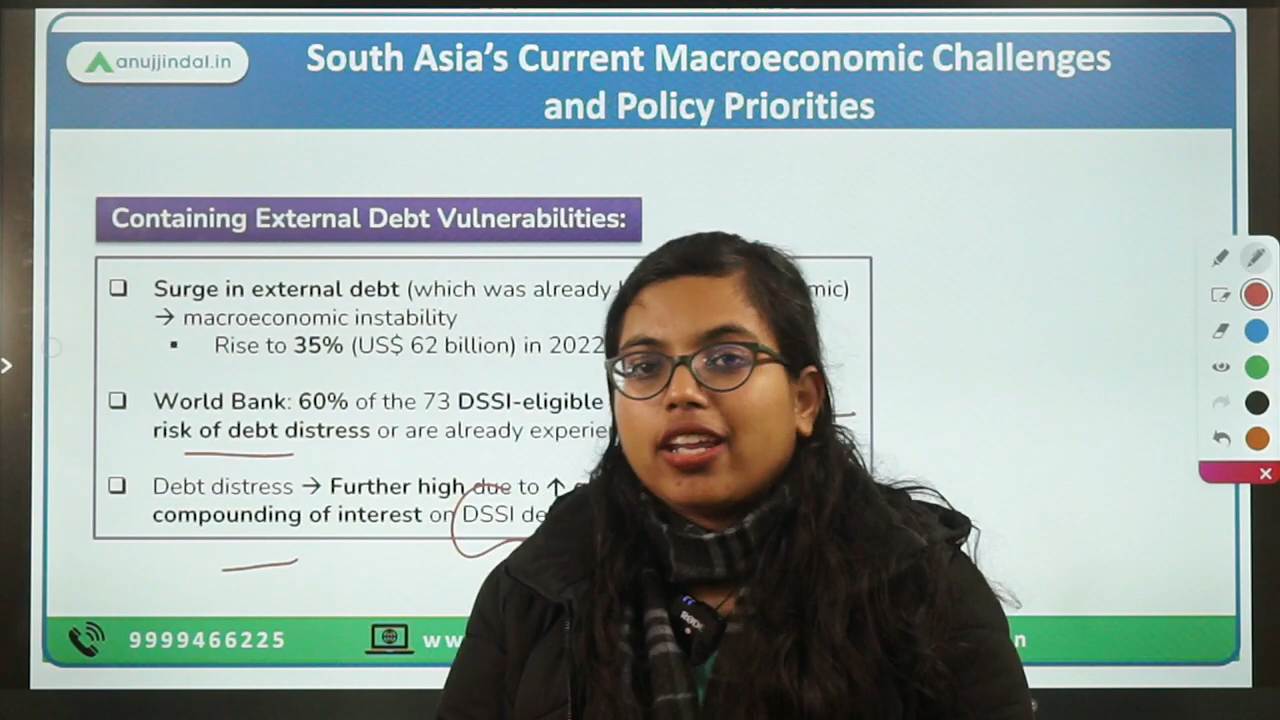 anujjindal.in
South Asia's Current Macroeconomic Challenges
and Policy Priorities
Containing External Debt Vulnerabilities:
Surge in external debt (which was already mic)
→ macroeconomic instability
Rise to 35% (US$ 62 billion) in 2022
World Bank: 60% of the 73 DSSI-eligible
risk of debt distress or are already
Debt distress → Further high due to ↑
compounding of interest on DSSI
9999466225
RODE